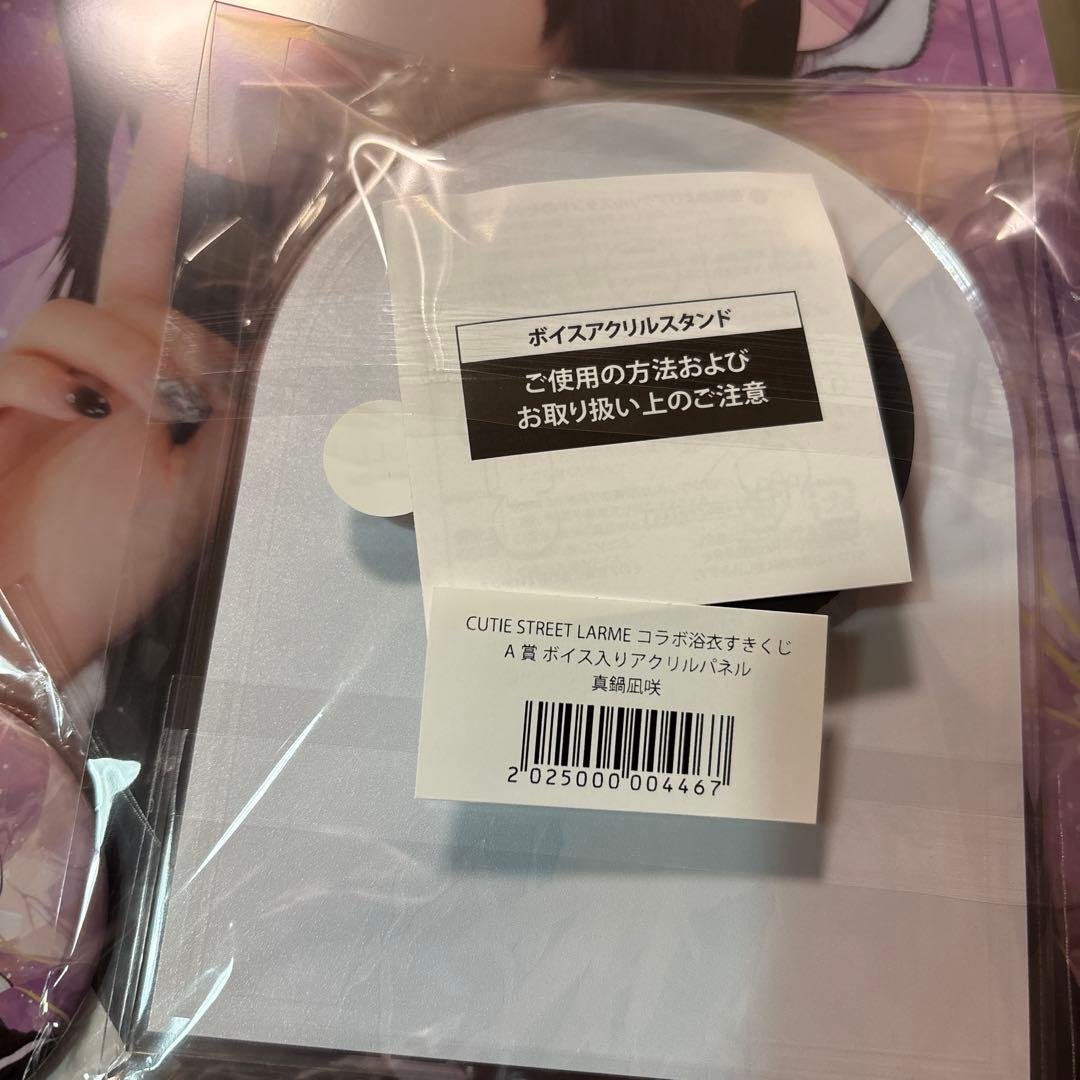 ボイスアクリルスタンド
ご使用の方法および
お取り扱い上のご注意
CUTIE STREET LARME コラボ浴衣すきくじ
A 賞 ボイス入りアクリルパネル
真鍋凪咲
2 025000 004467